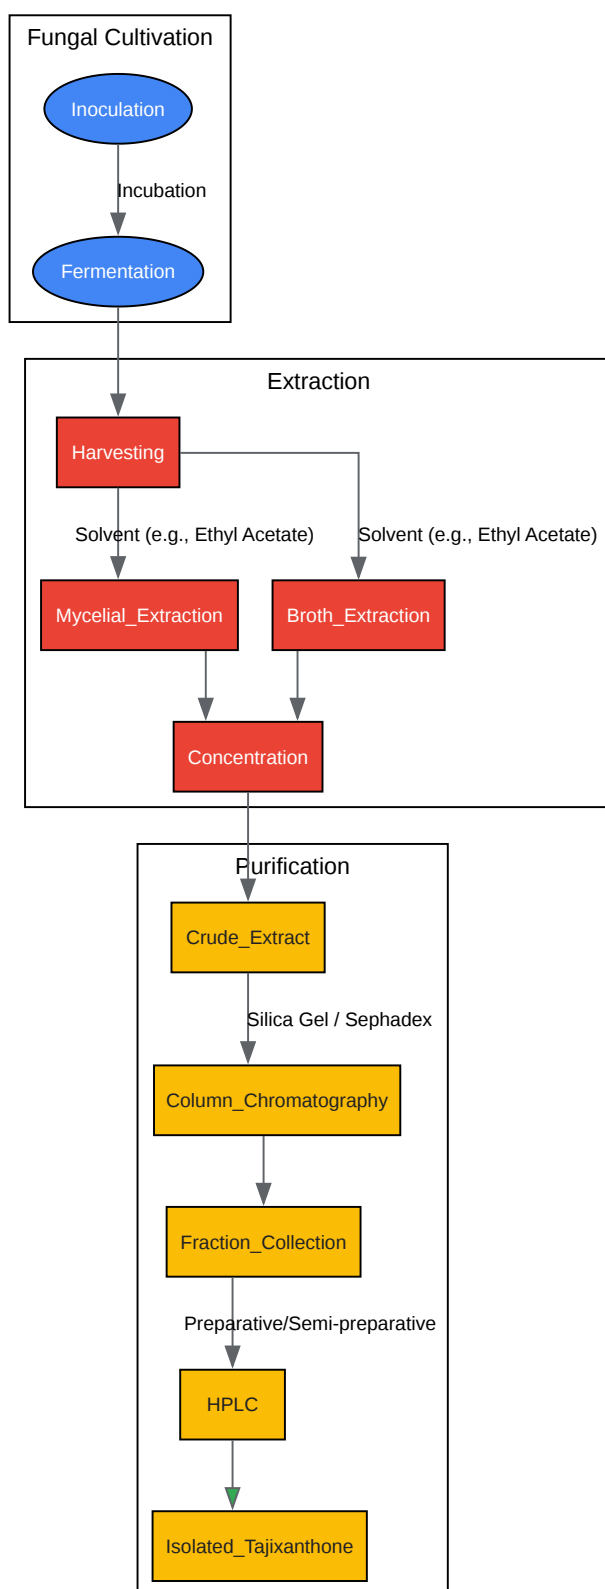 Fungal Cultivation
Inoculation
Incubation
Fermentation
Extraction
Harvesting
Solvent (e.g., Ethyl Acetate)
Solvent (e.g., Ethyl Acetate)
Mycelial_Extraction
Broth_Extraction
Concentration
Purification
Crude_Extract
Silica Gel / Sephadex
Column_Chromatography
Fraction_Collection
Preparative/Semi-preparative
HPLC
Isolated_Tajixanthone